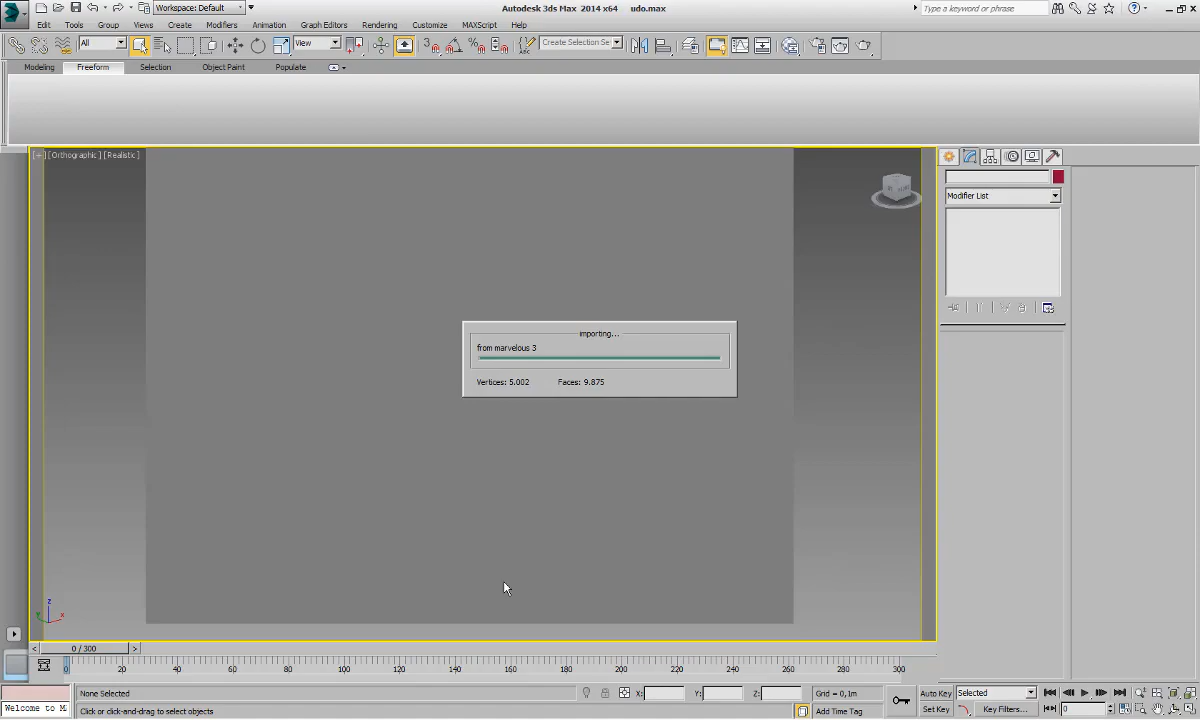 Workspace: Default
Autodesk 3ds Max 2014 x64 udo.max
Type a keyword or phrase
Edit Tools Group Views Create Modifiers Animation Graph Editors Rendering Customize MAXScript Help
All
View
3
Create Selection Se
Modeling Freeform Selection Object Paint Populate
[+][Orthographic][Realistic]
Modifier List
importing...
from marvelous 3
Vertices: 5.002 Faces: 9.875
z
x
< 0 / 300 >
0 20 40 60 80 100 120 140 160 180 200 220 240 260 280 300
None Selected
X: Y: Z: Grid = 0,1m
Auto Key Selected
Welcome to M
Click or click-and-drag to select objects
Add Time Tag
Set Key Key Filters... 0